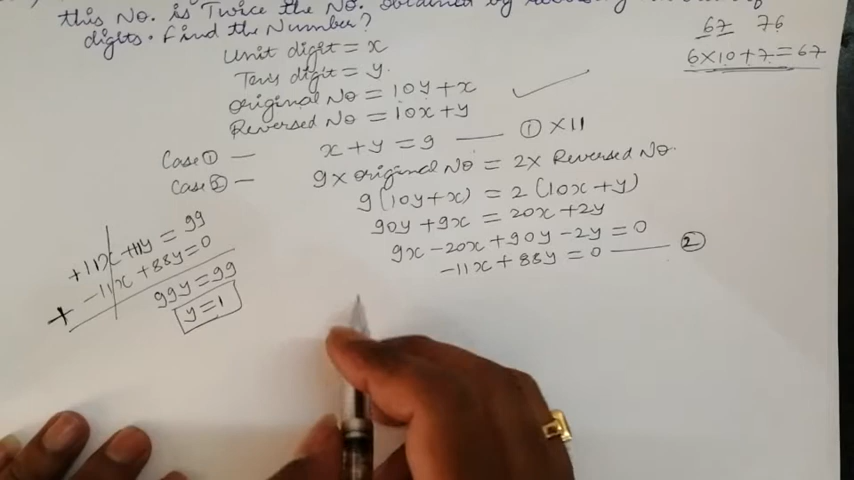 this No. is Twice the No. obtained by
digits. Find the Number?
67 76
6×10+7=67
Unit digit = x
Tens digit = y.
Original No = 10y+x
Reversed No = 10x+y
Case ① — x+y=9 — ① ×11
Case ② — 9× original No = 2× Reversed No.
9(10y+x) = 2(10x+y)
90y+9x = 20x+2y
9x-20x+90y-2y=0
-11x+88y=0 — ②
+11x+11y=99
-11x+88y=0
+
99y=99
y=1